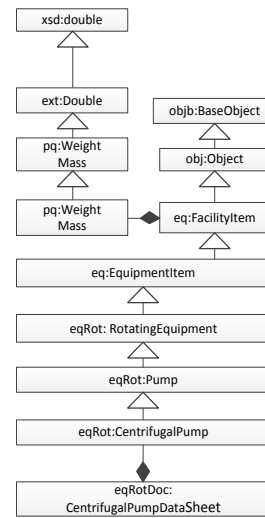 xsd:double
ext:Double
objb:BaseObject
pq:Weight
Mass
obj:Object
pq:Weight
Mass
eq:FacilityItem
eq:EquipmentItem
eqRot: RotatingEquipment
eqRot:Pump
eqRot:CentrifugalPump
eqRotDoc:
CentrifugalPumpDataSheet